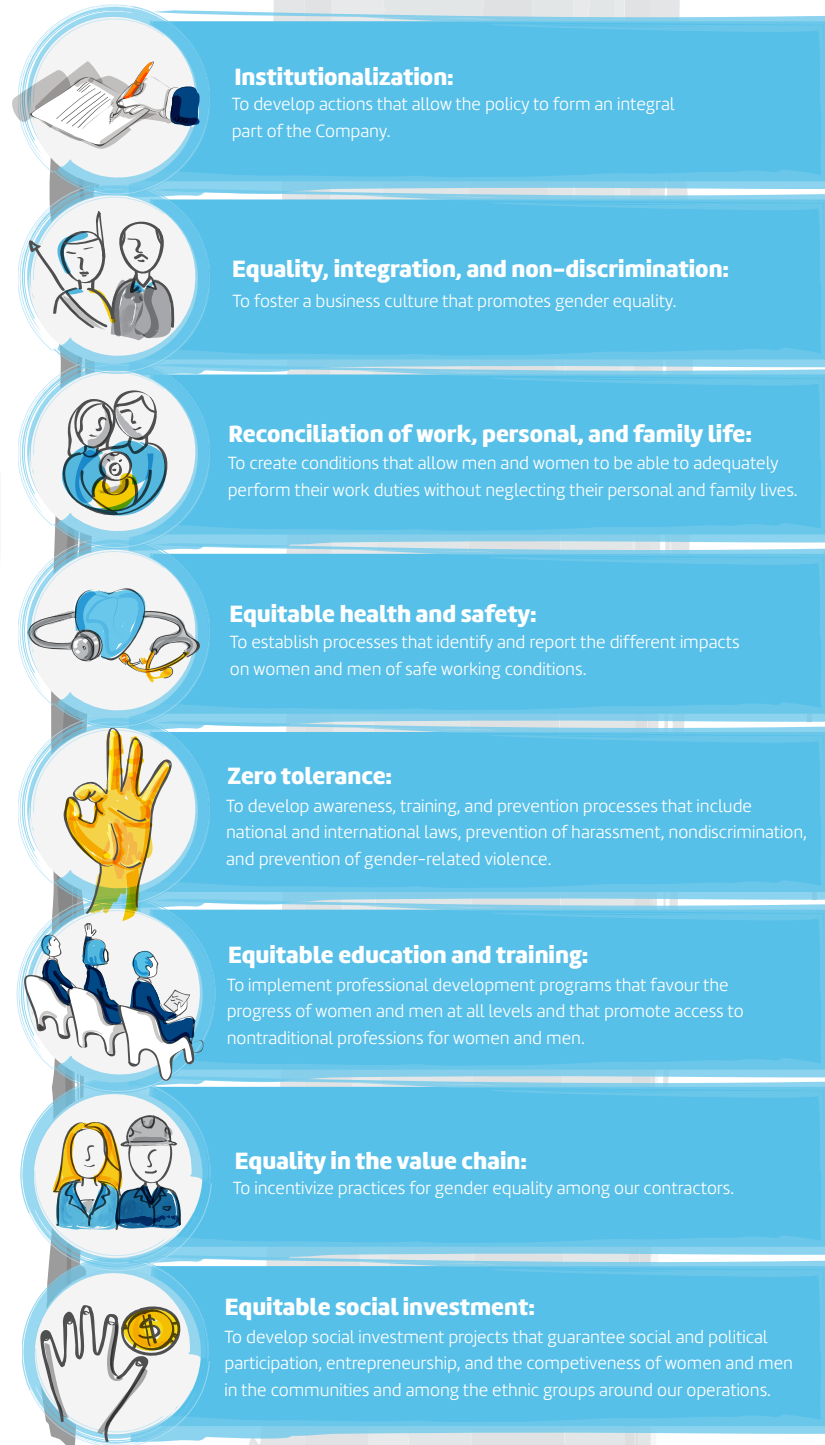 Institutionalization:
To develop actions that allow the policy to form an integral
part of the Company.
Equality, integration, and non-discrimination:
To foster a business culture that promotes gender equality.
Reconciliation of work, personal, and family life:
To create conditions that allow men and women to be able to adequately
perform their work duties without neglecting their personal and family lives.
Equitable health and safety:
To establish processes that identify and report the different impacts
on women and men of safe working conditions.
Zero tolerance:
To develop awareness, training, and prevention processes that include
national and international laws, prevention of harassment, nondiscrimination,
and prevention of gender-related violence.
Equitable education and training:
To implement professional development programs that favour the
progress of women and men at all levels and that promote access to
nontraditional professions for women and men.
Equality in the value chain:
To incentivize practices for gender equality among our contractors.
$
Equitable social investment:
To develop social investment projects that guarantee social and political
participation, entrepreneurship, and the competiveness of women and men
in the communities and among the ethnic groups around our operations.